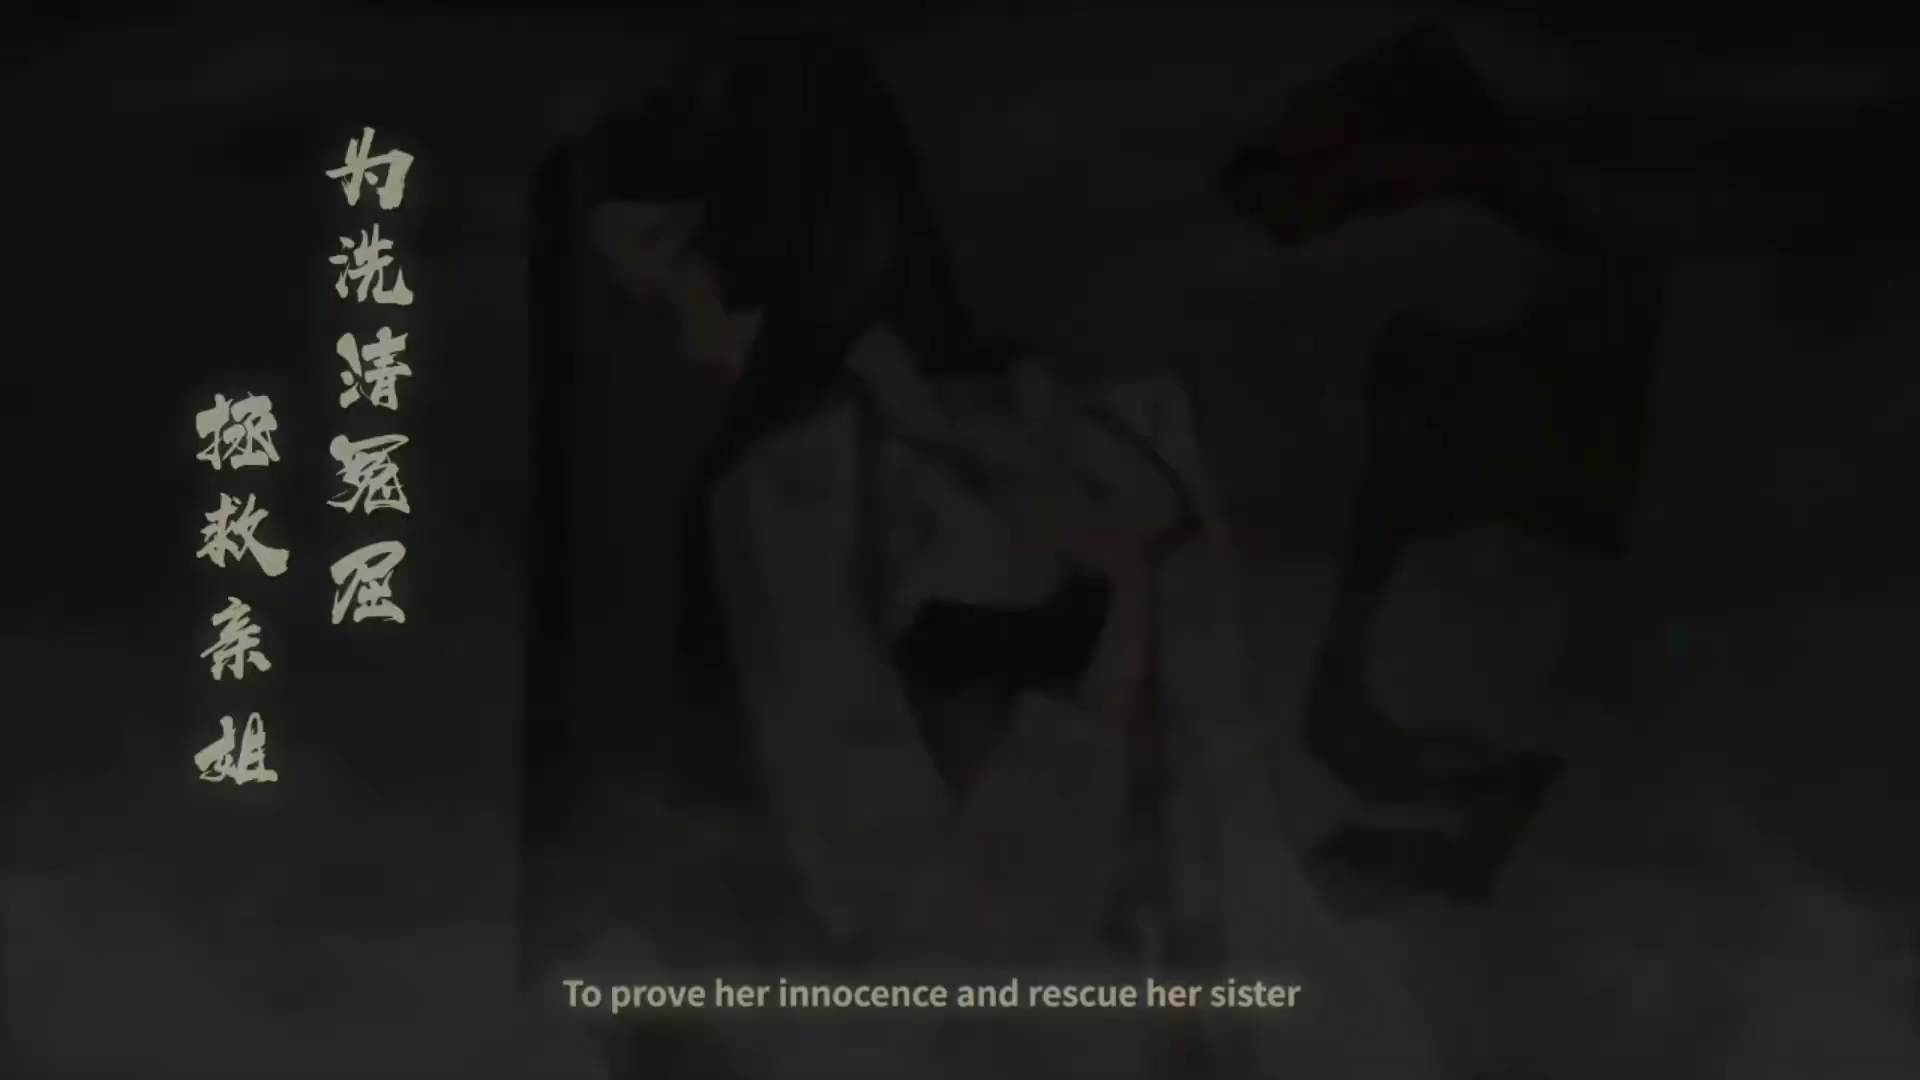 为洗清冤屈
拯救亲姐
To prove her innocence and rescue her sister